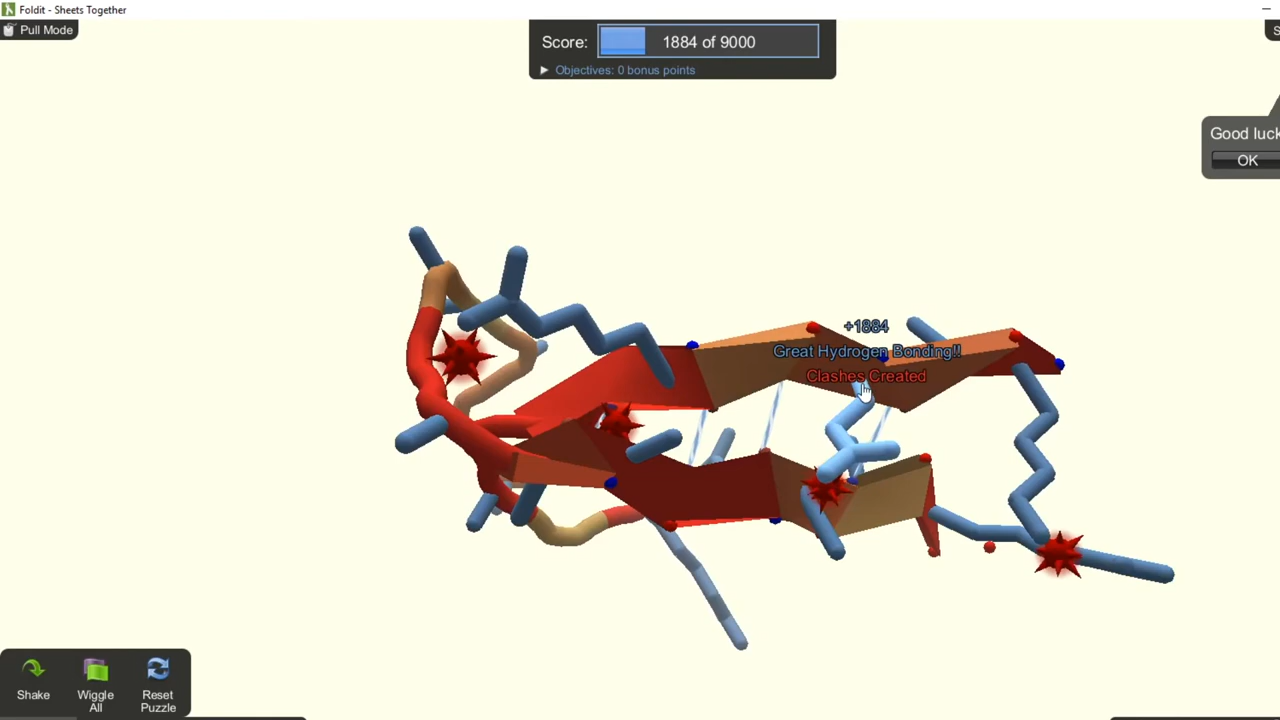 Foldit - Sheets Together
Pull Mode
Score: 1884 of 9000
Objectives: 0 bonus points
Good luck
OK
+1884
Great Hydrogen Bonding!!
Clashes Created
Shake
Wiggle
All
Reset
Puzzle